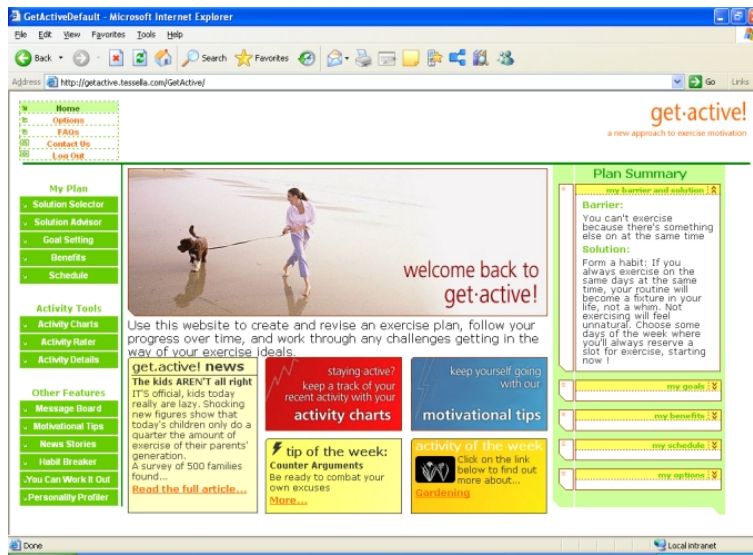 GetActiveDefault - Microsoft Internet Explorer
File Edit View Favorites Tools Help
Back Search Favorites
Address http://getactive.tessella.com/GetActive/ Go Links
Home
Options
FAQs
Contact Us
Log Out
get·active!
a new approach to exercise motivation
My Plan
Solution Selector
Solution Advisor
Goal Setting
Benefits
Schedule
Activity Tools
Activity Charts
Activity Rater
Activity Details
Other Features
Message Board
Motivational Tips
News Stories
Habit Breaker
You Can Work It Out
Personality Profiler
welcome back to
get·active!
Use this website to create and revise an exercise plan, follow your
progress over time, and work through any challenges getting in the
way of your exercise ideals.
get.active! news
The kids AREN'T all right
IT'S official, kids today
really are lazy. Shocking
new figures show that
today's children only do a
quarter the amount of
exercise of their parents'
generation.
A survey of 500 families
found...
Read the full article...
staying active?
keep a track of your
recent activity with your
activity charts
keep yourself going
with our
motivational tips
tip of the week:
Counter Arguments
Be ready to combat your
own excuses
More...
activity of the week
Click on the link
below to find out
more about...
Gardening
Plan Summary
my barrier and solution
Barrier:
You can't exercise
because there's something
else on at the same time
Solution:
Form a habit: If you
always exercise on the
same days at the same
time, your routine will
become a fixture in your
life, not a whim. Not
exercising will feel
unnatural. Choose some
days of the week where
you'll always reserve a
slot for exercise, starting
now !
my goals
my benefits
my schedule
my options
Done
Local intranet